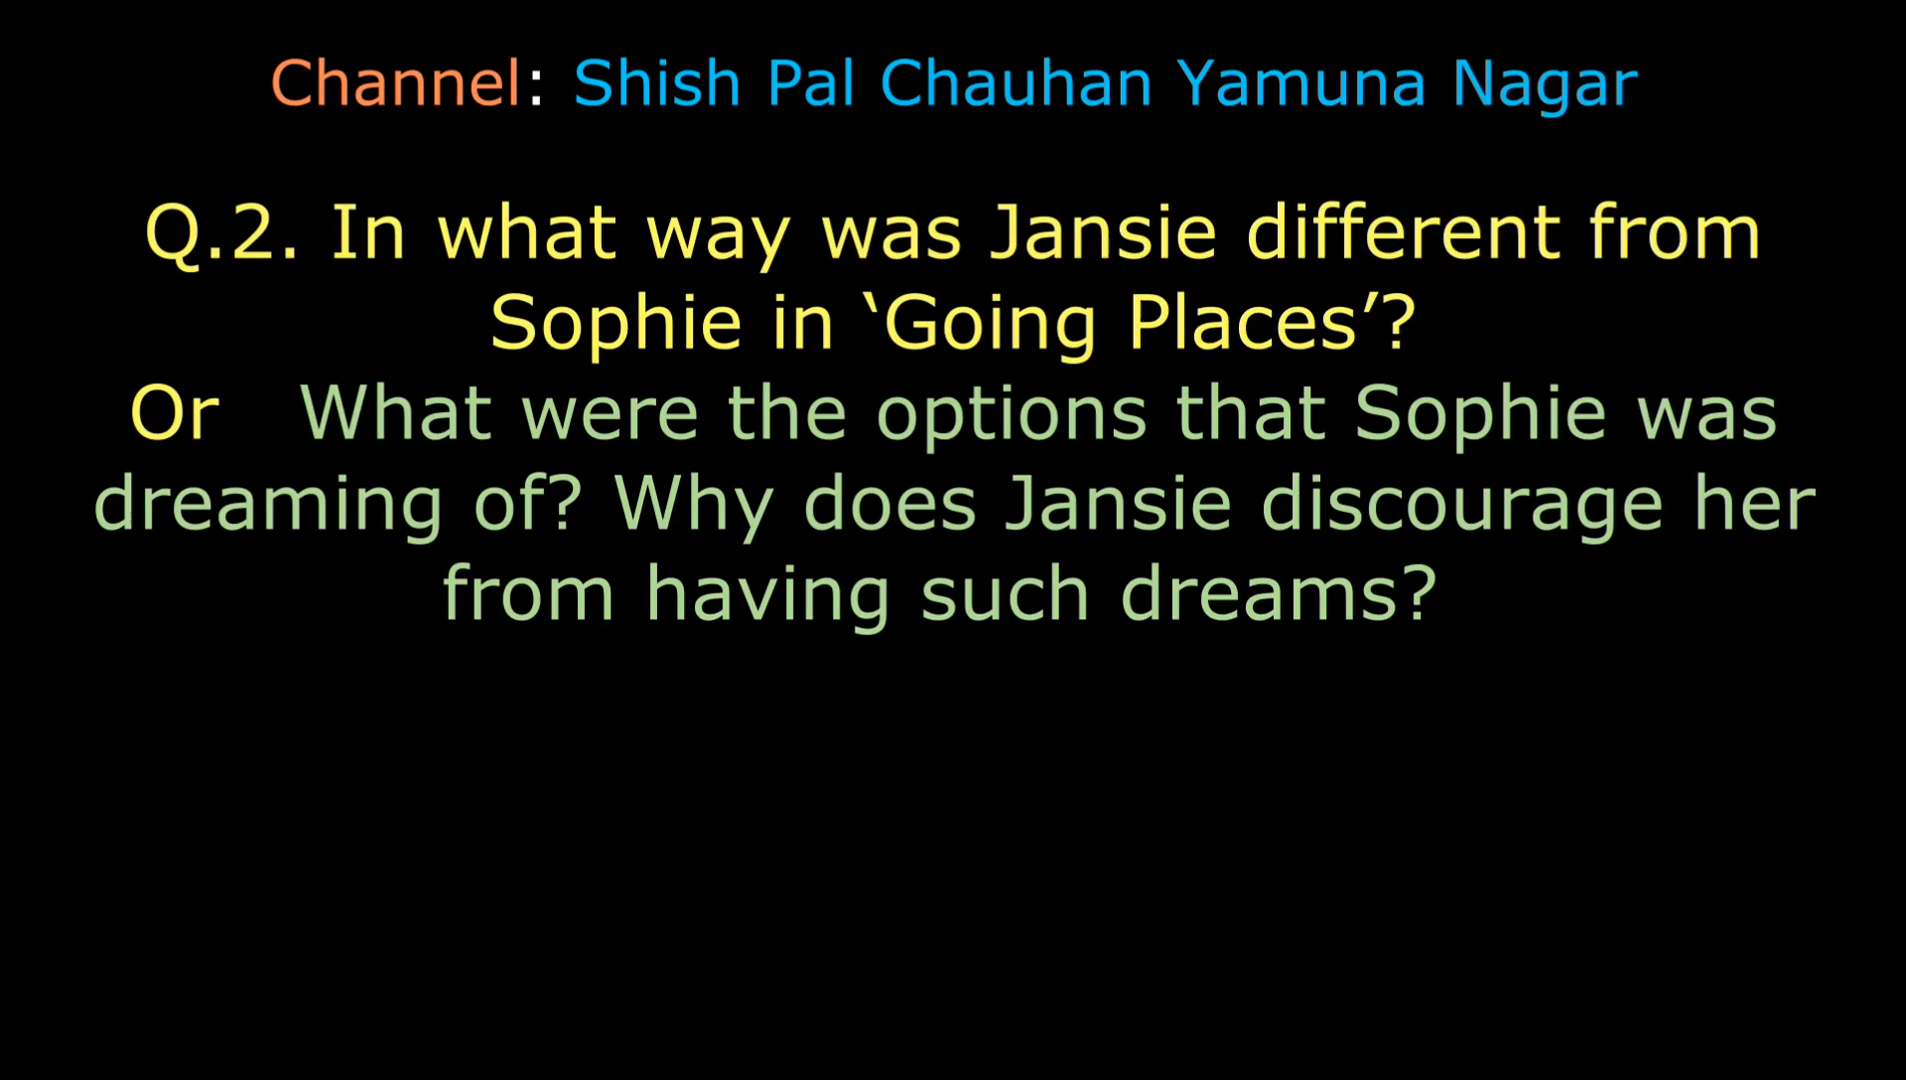 Channel: Shish Pal Chauhan Yamuna Nagar
Q.2. In what way was Jansie different from
Sophie in ‘Going Places’?
Or What were the options that Sophie was
dreaming of? Why does Jansie discourage her
from having such dreams?